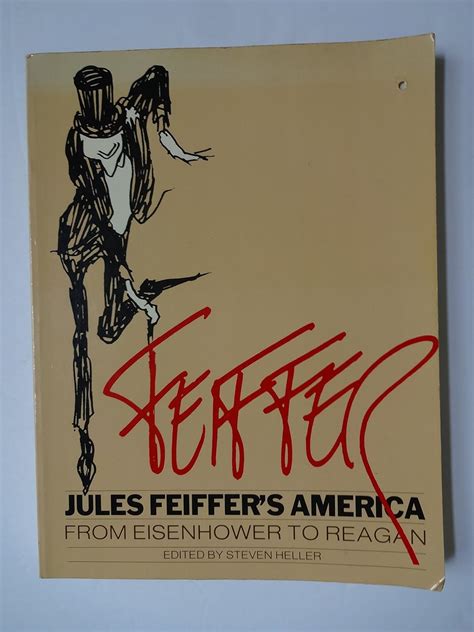 FEIFFER
JULES FEIFFER'S AMERICA
FROM EISENHOWER TO REAGAN
EDITED BY STEVEN HELLER